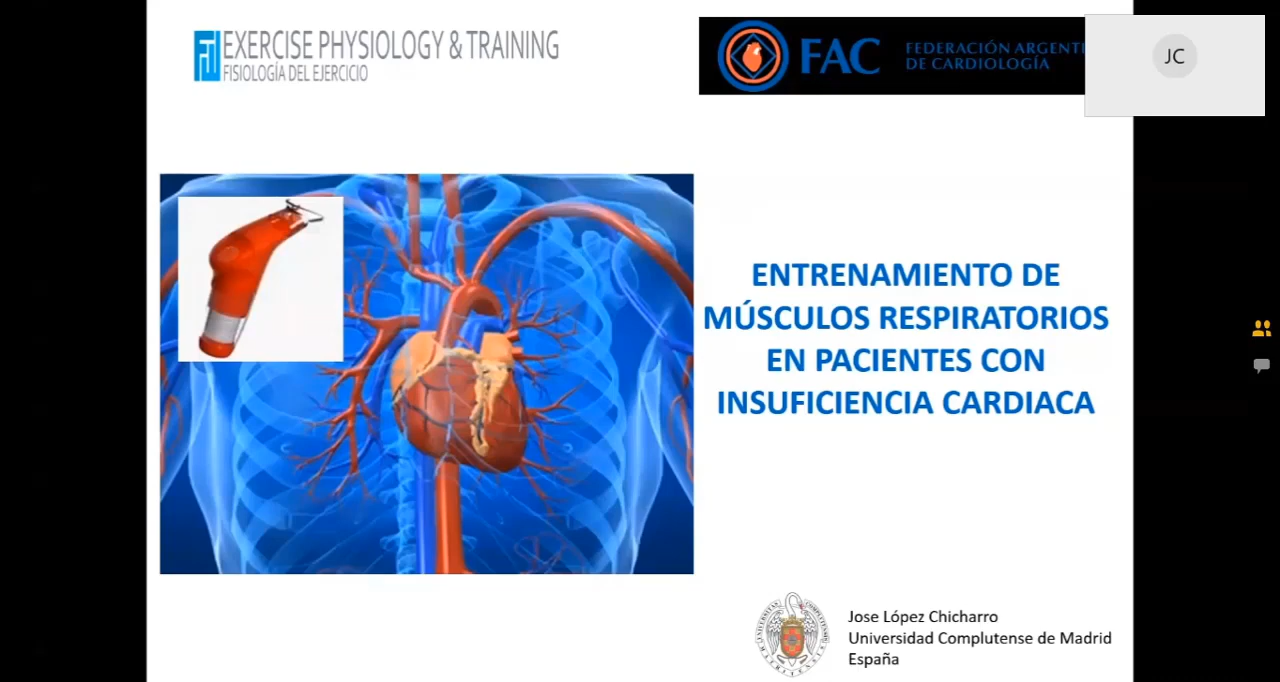 EXERCISE PHYSIOLOGY & TRAINING
FISIOLOGÍA DEL EJERCICIO
FAC
FEDERACIÓN ARGENTI
DE CARDIOLOGÍA
JC
ENTRENAMIENTO DE
MÚSCULOS RESPIRATORIOS
EN PACIENTES CON
INSUFICIENCIA CARDIACA
Jose López Chicharro
Universidad Complutense de Madrid
España